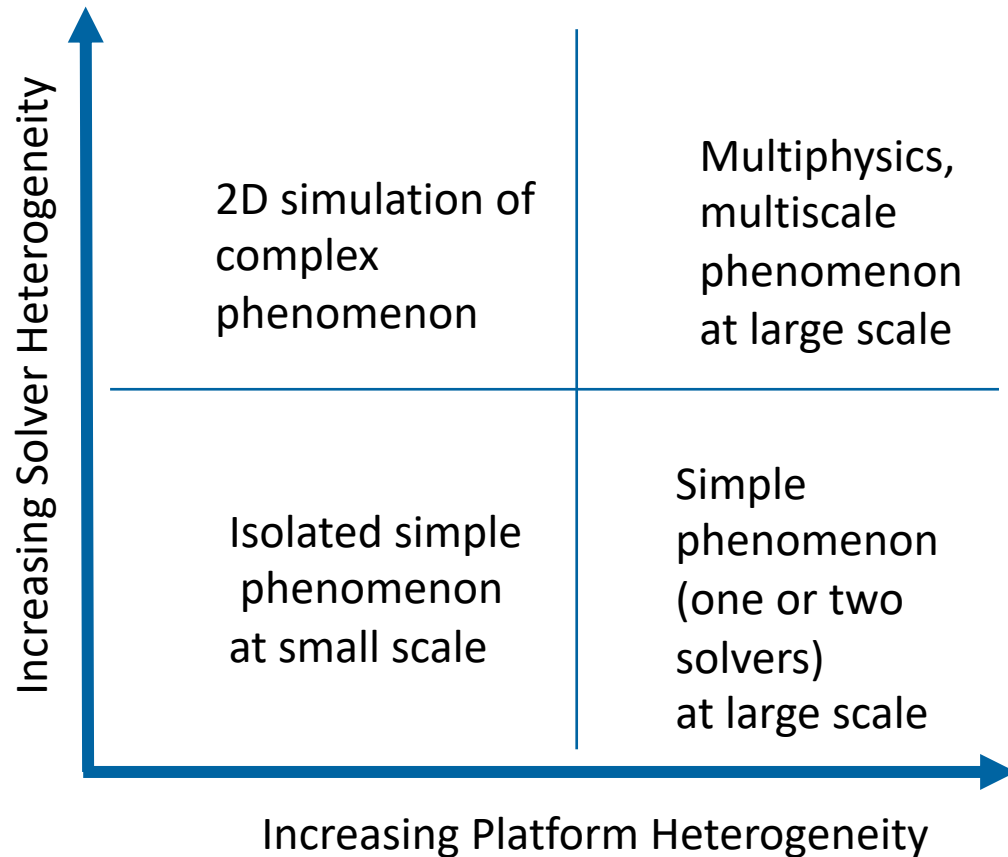 Increasing Solver Heterogeneity
2D simulation of
complex
phenomenon
Multiphysics,
multiscale
phenomenon
at large scale
Isolated simple
phenomenon
at small scale
Simple
phenomenon
(one or two
solvers)
at large scale
Increasing Platform Heterogeneity